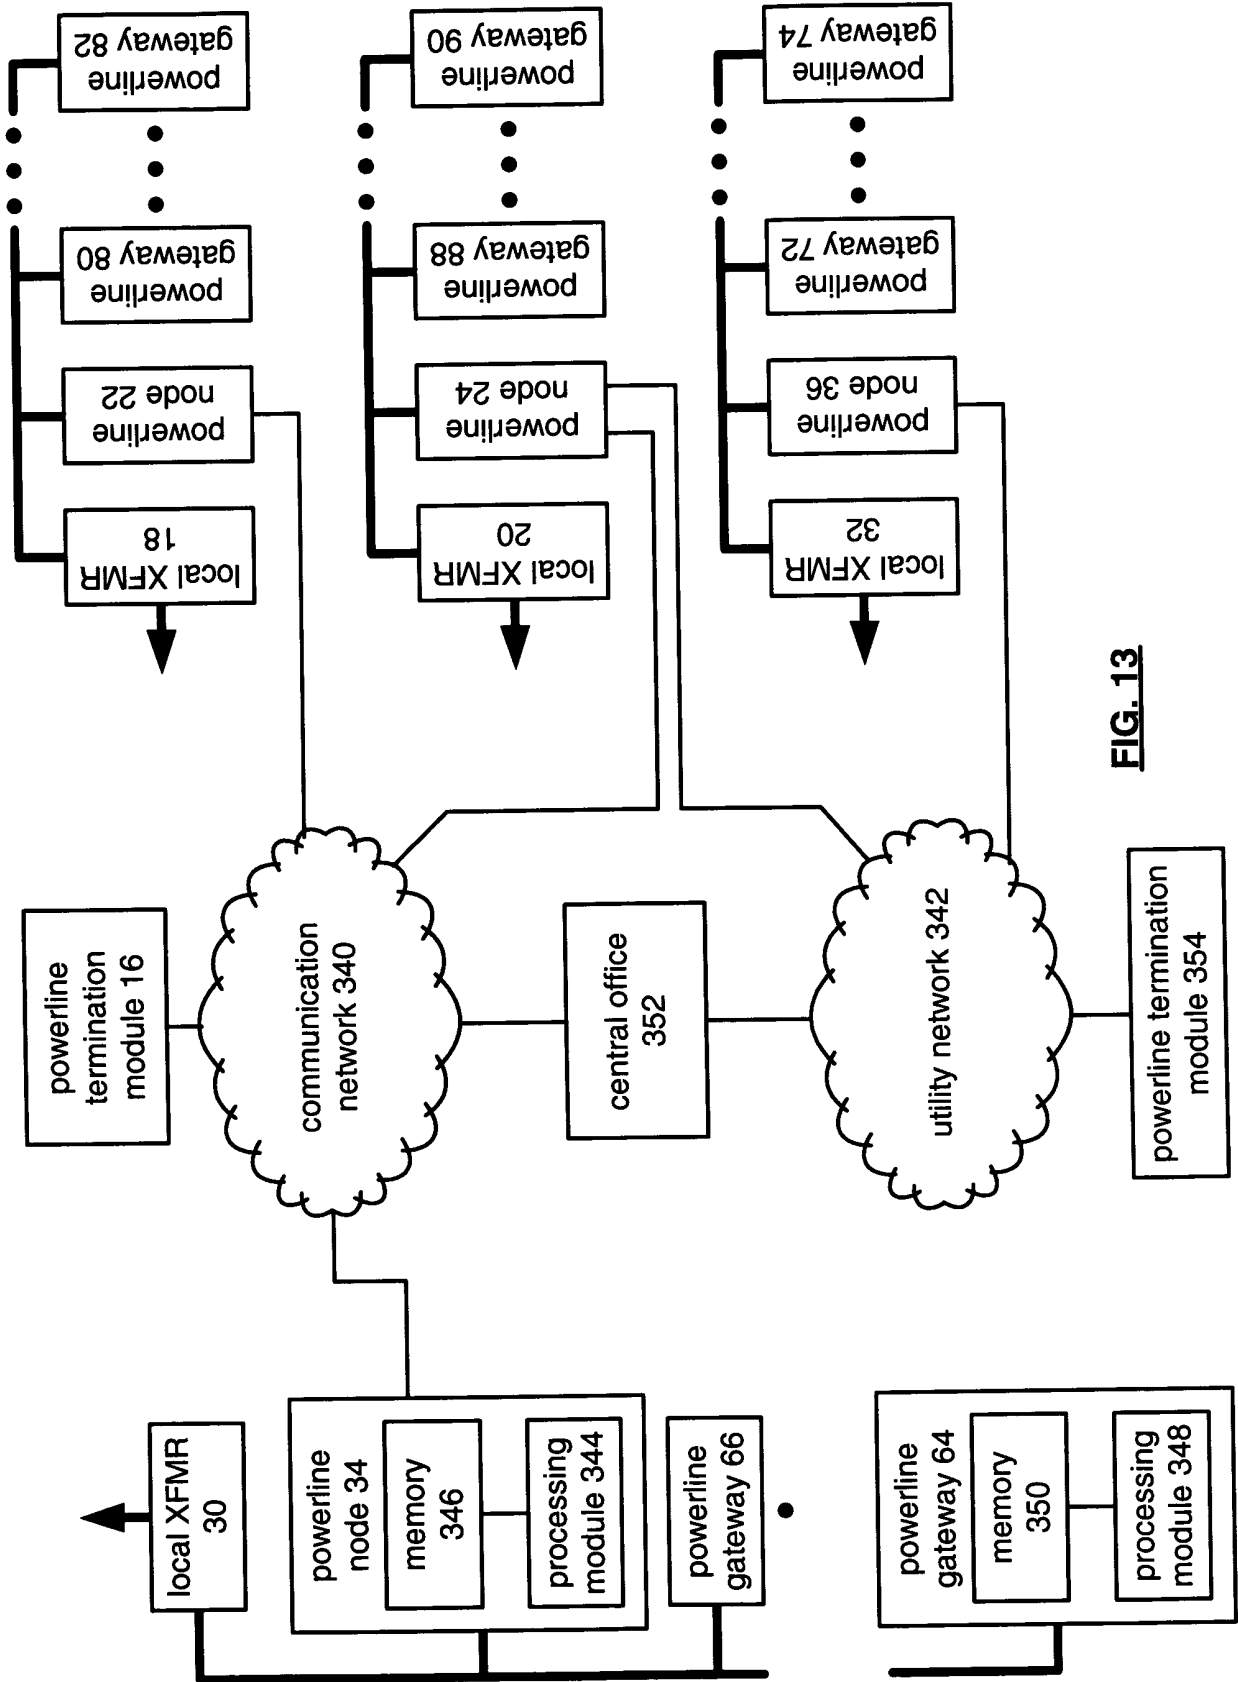 powerline
gateway 82
powerline
gateway 80
powerline
node 22
local XFMR
18
powerline
gateway 90
powerline
gateway 88
powerline
node 24
local XFMR
20
powerline
gateway 74
powerline
gateway 72
powerline
node 36
local XFMR
32
powerline
termination
module 16
communication
network 340
central office
352
utility network 342
powerline termination
module 354
local XFMR
30
powerline
node 34
memory
346
processing
module 344
powerline
gateway 66
powerline
gateway 64
memory
350
processing
module 348
FIG. 13